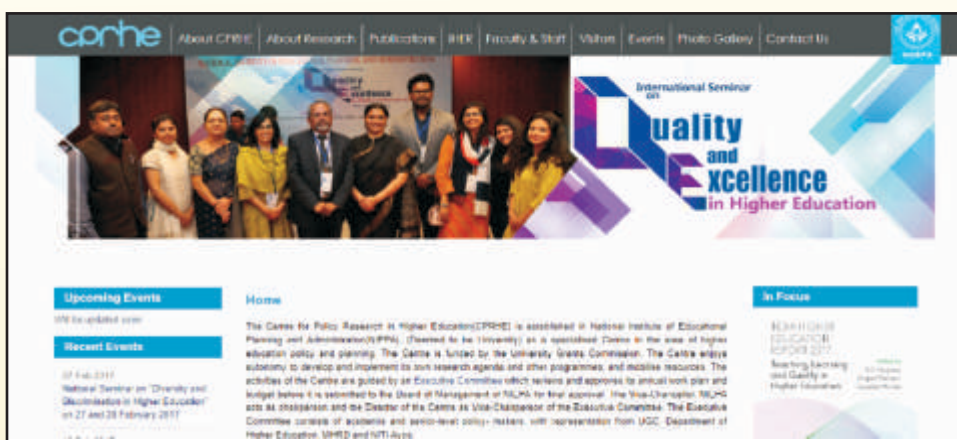 cprhe
About CPRHE
About Research
Publications
IHER
Faculty & Staff
Visitors
Events
Photo Gallery
Contact Us
International Seminar
on
Quality
and
Excellence
in Higher Education
Upcoming Events
Will be updated soon
Recent Events
National Seminar on "Diversity and
Discrimination in Higher Education"
on 27 and 28 February 2017
Home
The Centre for Policy Research in Higher Education(CPRHE) is established in National Institute of Educational
Planning and Administration(NIEPA), (Deemed to be University) as a specialised Centre in the area of higher
education policy and planning. The Centre is funded by the University Grants Commission. The Centre enjoys
autonomy to develop and implement its own research agenda and other programmes, and mobilise resources. The
activities of the Centre are guided by an Executive Committee which reviews and approves its annual work plan and
budget before it is submitted to the Board of Management of NIEPA for final approval. The Vice-Chancellor, NIEPA
acts as chairperson and the Director of the Centre as Vice-Chairperson of the Executive Committee. The Executive
Committee consists of academia and senior-level policy- makers, with representation from UGC, Department of
Higher Education, MHRD and NITI Aayog.
In Focus
INDIA HIGHER
EDUCATION
REPORT 2017
Teaching, Learning
and Quality in
Higher Education